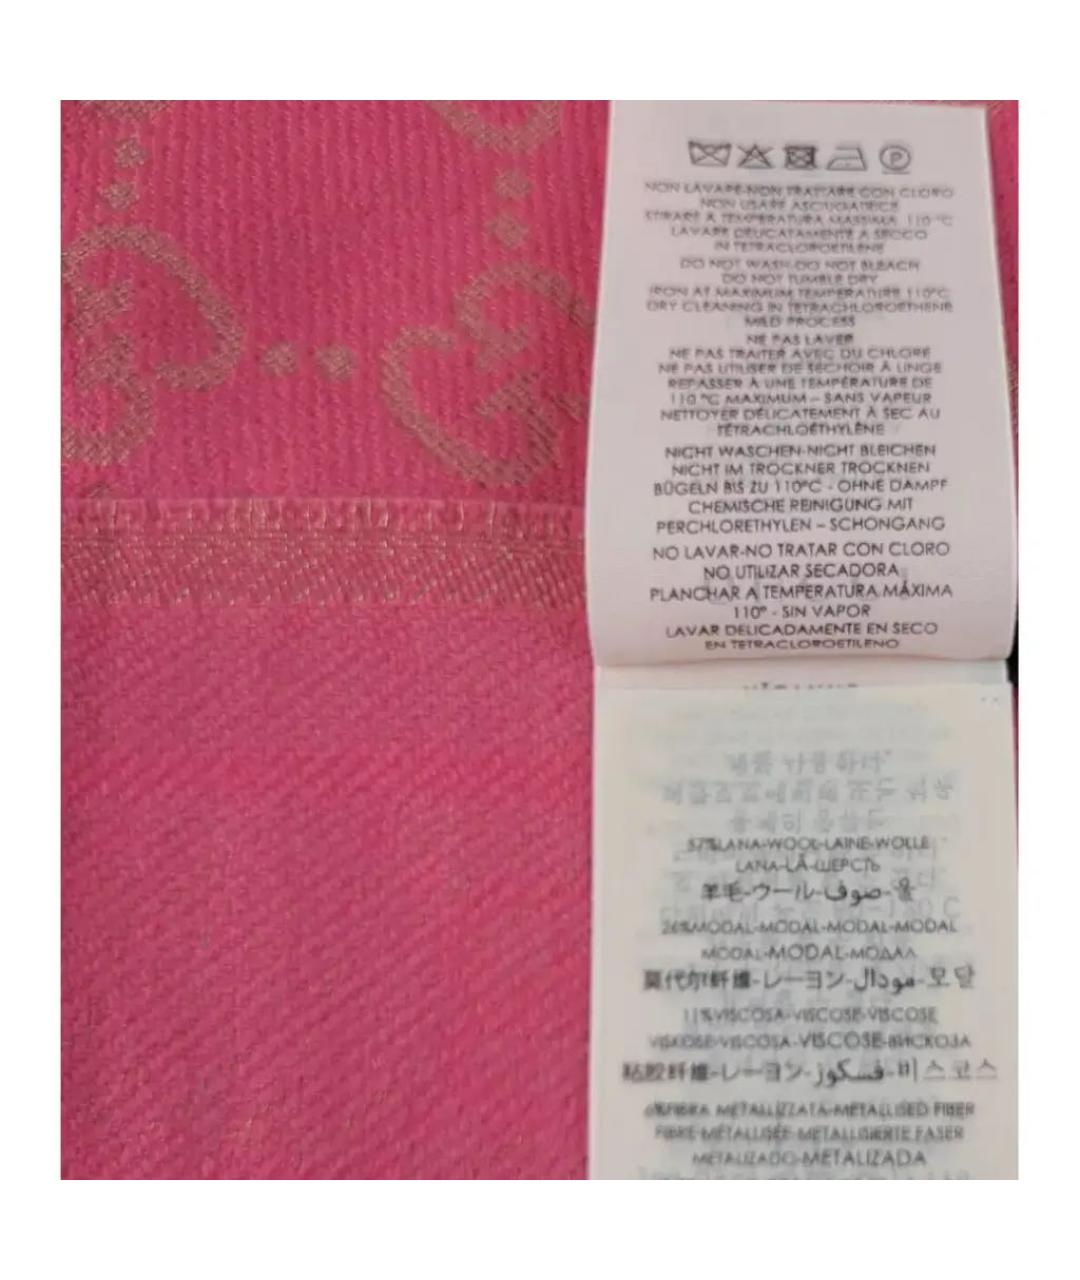 NON LAVARE-NON TRATTARE CON CLORO
NON USARE ASCIUGATRICE
STIRARE A TEMPERATURA MASSIMA 110 °C
LAVARE DELICATAMENTE A SECCO
IN TETRACLOROETILENE
DO NOT WASH-DO NOT BLEACH
DO NOT TUMBLE DRY
IRON AT MAXIMUM TEMPERATURE 110°C
DRY CLEANING IN TETRACHLOROETHENE
MILD PROCESS
NE PAS LAVER
NE PAS TRAITER AVEC DU CHLORE
NE PAS UTILISER DE SECHOIR À LINGE
REPASSER À UNE TEMPÉRATURE DE
110 °C MAXIMUM – SANS VAPEUR
NETTOYER DÉLICATEMENT À SEC AU
TÉTRACHLOÉTHYLÈNE
NICHT WASCHEN-NICHT BLEICHEN
NICHT IM TROCKNER TROCKNEN
BÜGELN BIS ZU 110°C - OHNE DAMPF
CHEMISCHE REINIGUNG MIT
PERCHLORETHYLEN – SCHONGANG
NO LAVAR-NO TRATAR CON CLORO
NO UTILIZAR SECADORA
PLANCHAR A TEMPERATURA MÁXIMA
110° - SIN VAPOR
LAVAR DELICADAMENTE EN SECO
EN TETRACLOROETILENO
57%LANA-WOOL-LAINE-WOLLE
LANA-LÃ-ШЕРСТЬ
羊毛-ウール-صوف-울
26%MODAL-MODAL-MODAL-MODAL
MODAL-MODAL-МОДАЛ
莫代尔纤维-レーヨン-مودال-모달
11%VISCOSA-VISCOSE-VISCOSE
VISKOSE-VISCOSA-VISCOSE-ВИСКОЗА
粘胶纤维-レーヨン-فسكوز-비스코스
6%FIBRA METALLIZZATA-METALLISED FIBER
FIBRE-MÉTALLISÉE-METALLISIERTE FASER
METALIZADO-METALIZADA